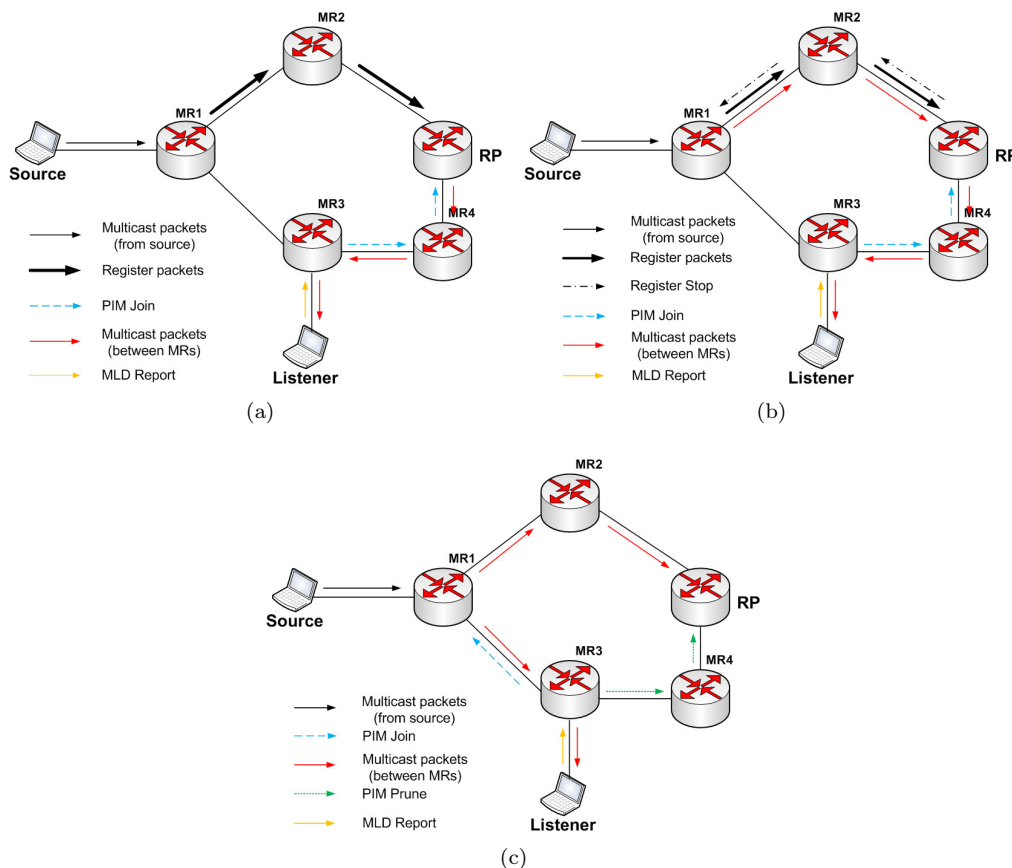 MR2
MR1
Source
RP
MR3
MR4
Multicast packets
(from source)
Register packets
PIM Join
Multicast packets
(between MRs)
MLD Report
Listener
(a)
MR2
MR1
Source
RP
MR3
MR4
Multicast packets
(from source)
Register packets
Register Stop
PIM Join
Multicast packets
(between MRs)
MLD Report
Listener
(b)
MR2
MR1
Source
RP
MR3
MR4
Multicast packets
(from source)
PIM Join
Multicast packets
(between MRs)
PIM Prune
MLD Report
Listener
(c)